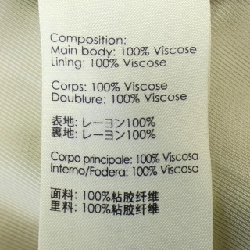 Composition:
Main body: 100% Viscose
Lining: 100% Viscose
Corps: 100% Viscose
Doublure: 100% Viscose
表地: レーヨン100%
裏地: レーヨン100%
Corpo principale: 100% Viscosa
Interno/Fodera: 100% Viscosa
面料: 100%粘胶纤维
里料: 100%粘胶纤维